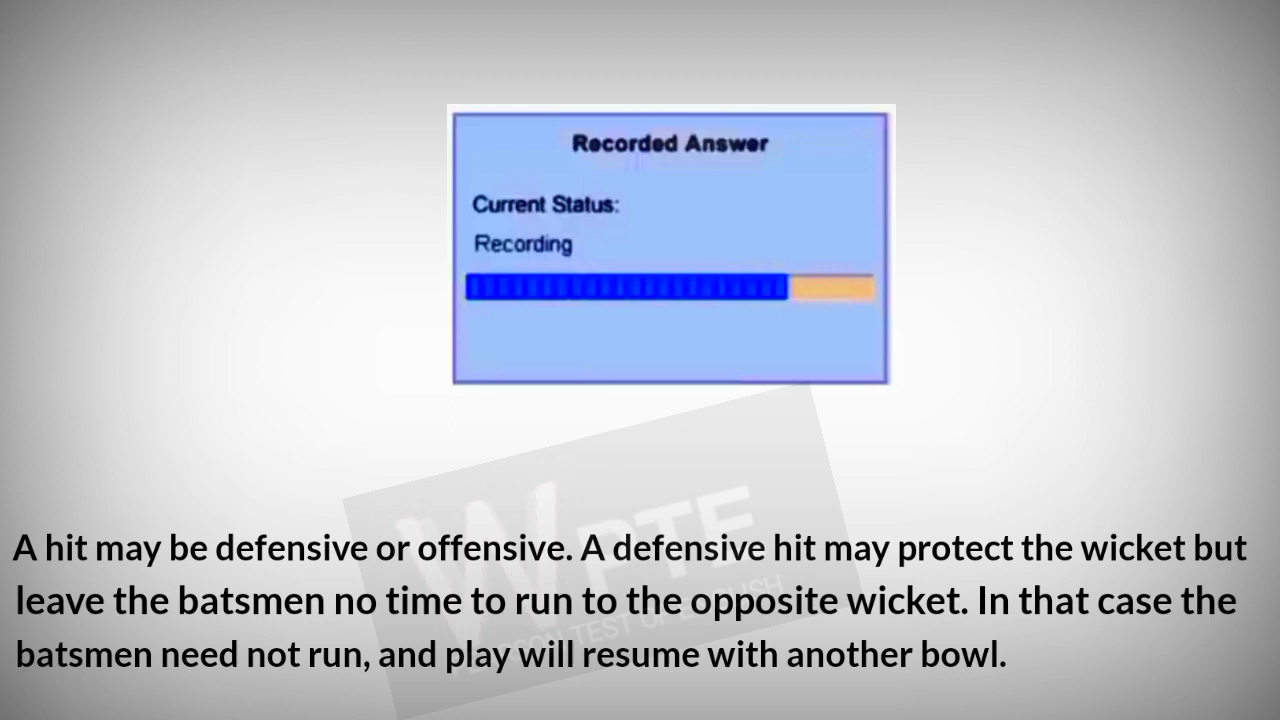 Recorded Answer
Current Status:
Recording
W PTE
A hit may be defensive or offensive. A defensive hit may protect the wicket but
leave the batsmen no time to run to the opposite wicket. In that case the
batsmen need not run, and play will resume with another bowl.